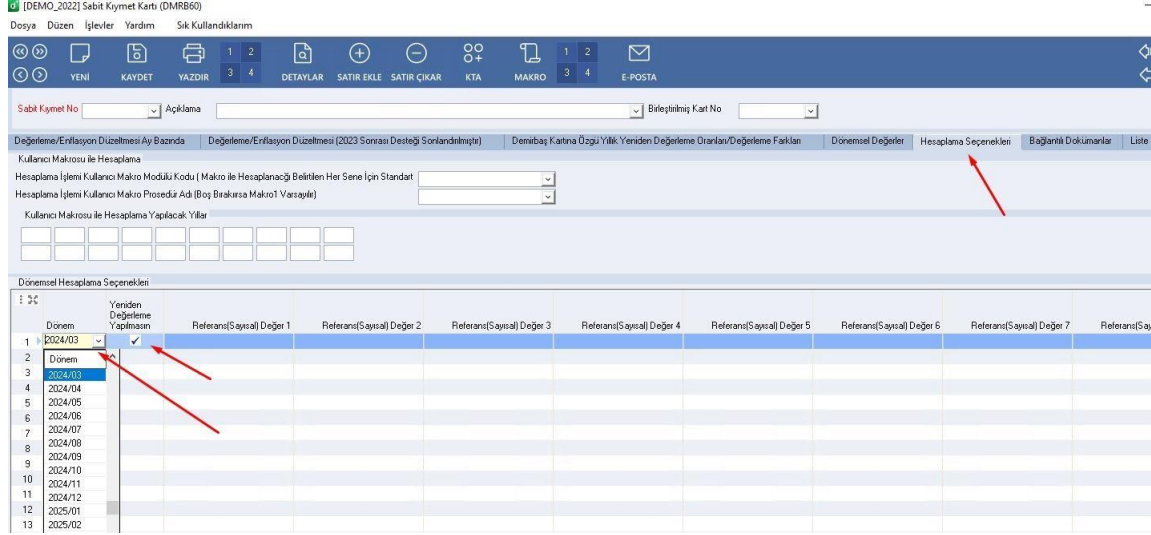 [DEMO_2022] Sabit Kıymet Kartı (DMRB60)
Dosya Düzen İşlevler Yardım Sık Kullandıklarım
YENİ KAYDET YAZDIR 1 2 3 4 DETAYLAR SATIR EKLE SATIR ÇIKAR KTA MAKRO 1 2 3 4 E-POSTA
Sabit Kıymet No Açıklama Birleştirilmiş Kart No
Değerleme/Enflasyon Düzeltmesi Ay Bazında Değerleme/Enflasyon Düzeltmesi (2023 Sonrası Desteği Sonlandırılmıştır) Demirbaş Kartına Özgü Yıllık Yeniden Değerleme Oranları/Değerleme Farkları Dönemsel Değerler Hesaplama Seçenekleri Bağlantılı Dokümanlar Liste
Kullanıcı Makrosu ile Hesaplama
Hesaplama İşlemi Kullanıcı Makro Modülü Kodu ( Makro ile Hesaplanacğı Belirtilen Her Sene İçin Standart
Hesaplama İşlemi Kullanıcı Makro Prosedür Adı (Boş Bırakırsa Makro1 Varsayılır)
Kullanıcı Makrosu ile Hesaplama Yapılacak Yıllar
Dönemsel Hesaplama Seçenekleri
Dönem Yeniden Değerleme Yapılmasın Referans(Sayısal) Değer 1 Referans(Sayısal) Değer 2 Referans(Sayısal) Değer 3 Referans(Sayısal) Değer 4 Referans(Sayısal) Değer 5 Referans(Sayısal) Değer 6 Referans(Sayısal) Değer 7 Referans(Say
1 2024/03
2 Dönem
3 2024/03
4 2024/04
5 2024/05
6 2024/06
7 2024/07
8 2024/08
9 2024/09
10 2024/10
2024/11
11 2024/12
12 2025/01
13 2025/02